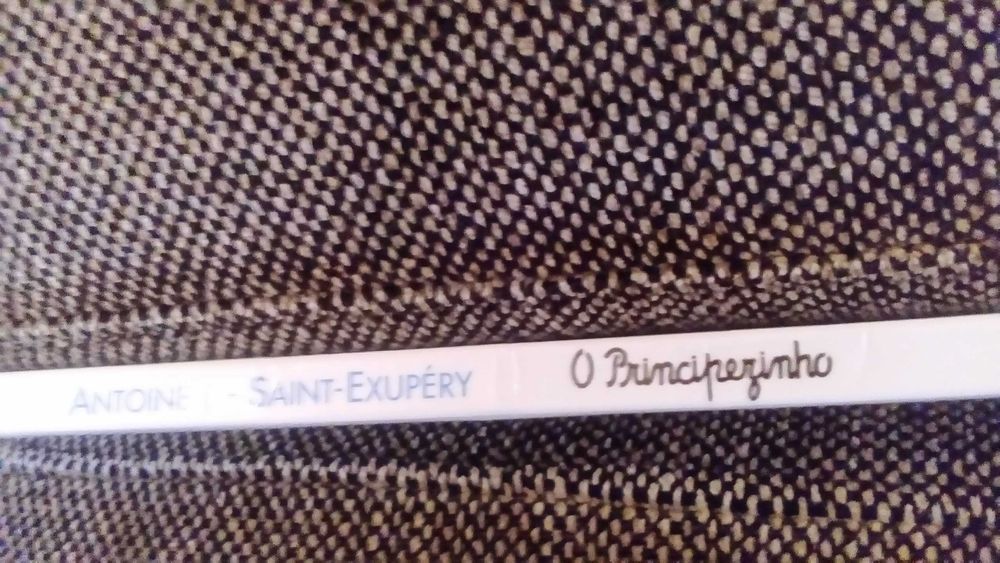 ANTOINE - SAINT-EXUPÉRY O Principezinho